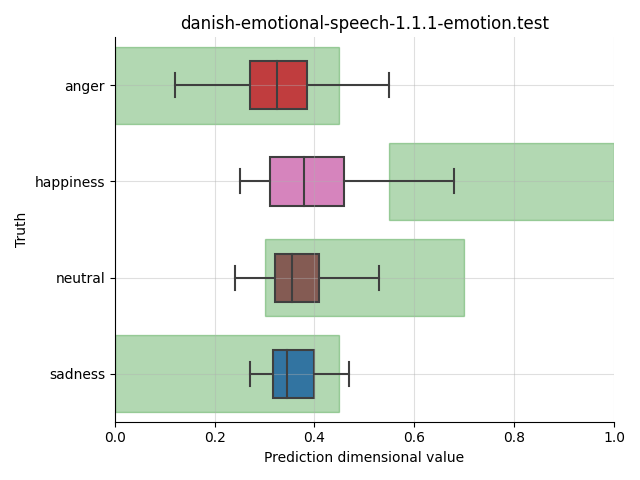 danish-emotional-speech-1.1.1-emotion.test
anger
happiness
neutral
sadness
Truth
0.0 0.2 0.4 0.6 0.8 1.0
Prediction dimensional value